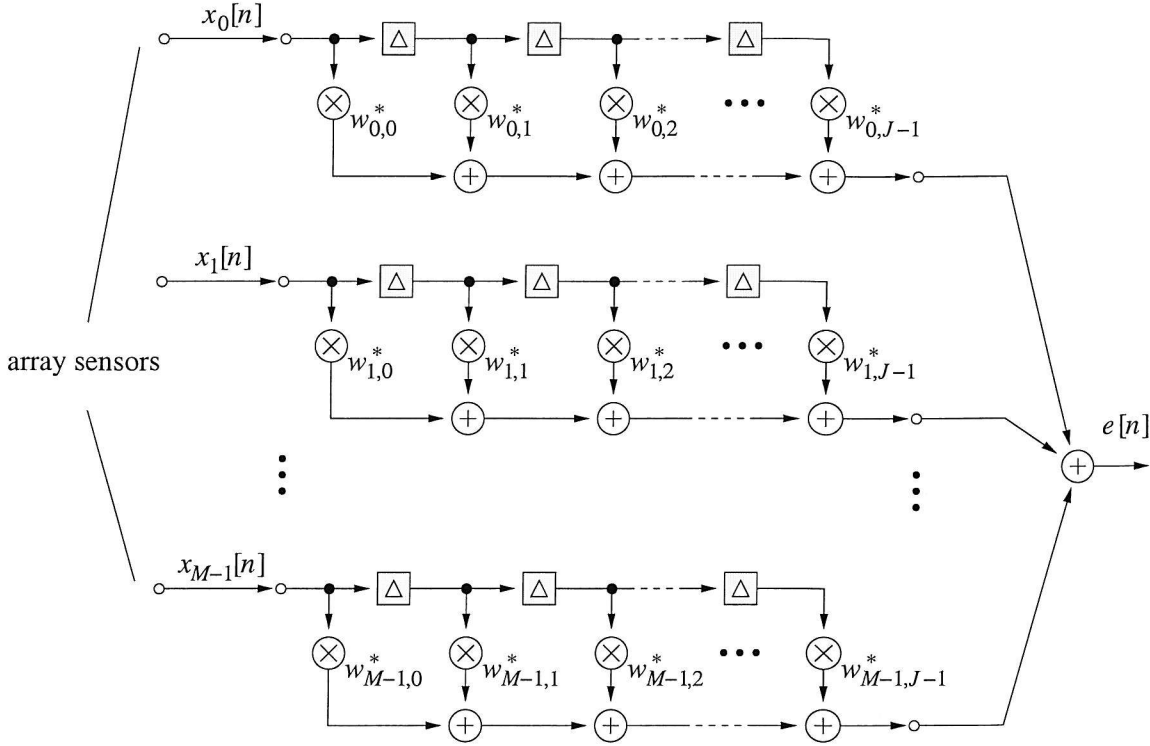 x_0[n]
Δ Δ Δ
w^*_{0,0} w^*_{0,1} w^*_{0,2} ••• w^*_{0,J−1}
x_1[n]
Δ Δ Δ
w^*_{1,0} w^*_{1,1} w^*_{1,2} ••• w^*_{1,J−1}
array sensors
e[n]
x_{M−1}[n]
Δ Δ Δ
w^*_{M−1,0} w^*_{M−1,1} w^*_{M−1,2} ••• w^*_{M−1,J−1}